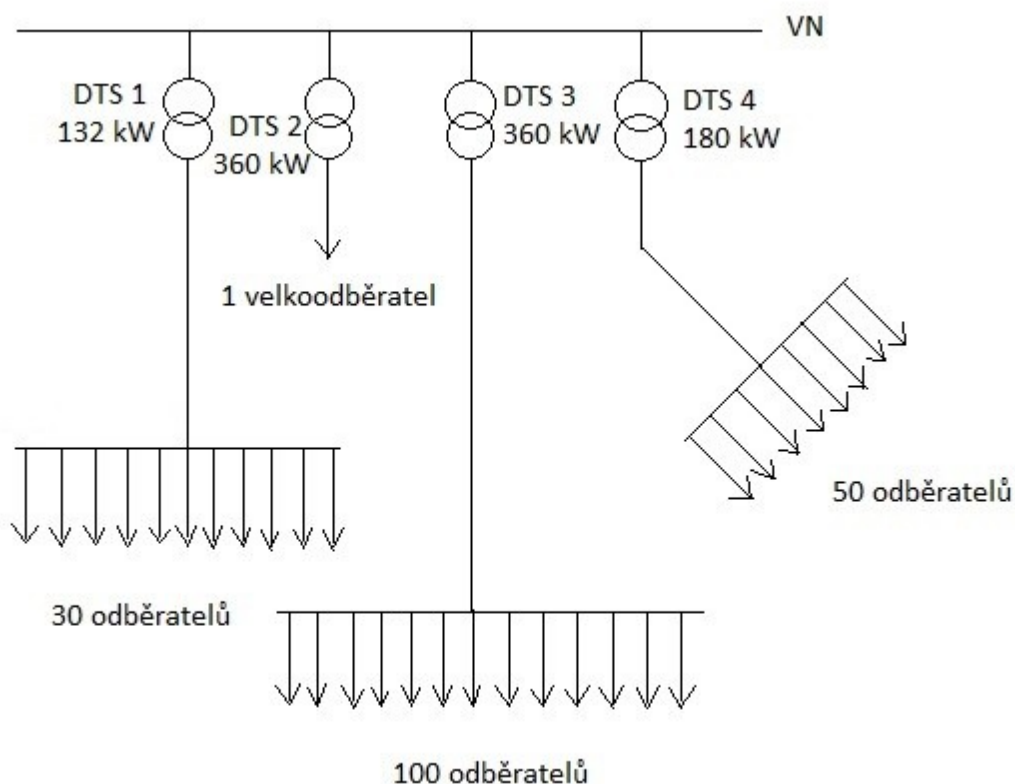 VN
DTS 1
132 kW
DTS 2
360 kW
DTS 3
360 kW
DTS 4
180 kW
1 velkoodběratel
50 odběratelů
30 odběratelů
100 odběratelů